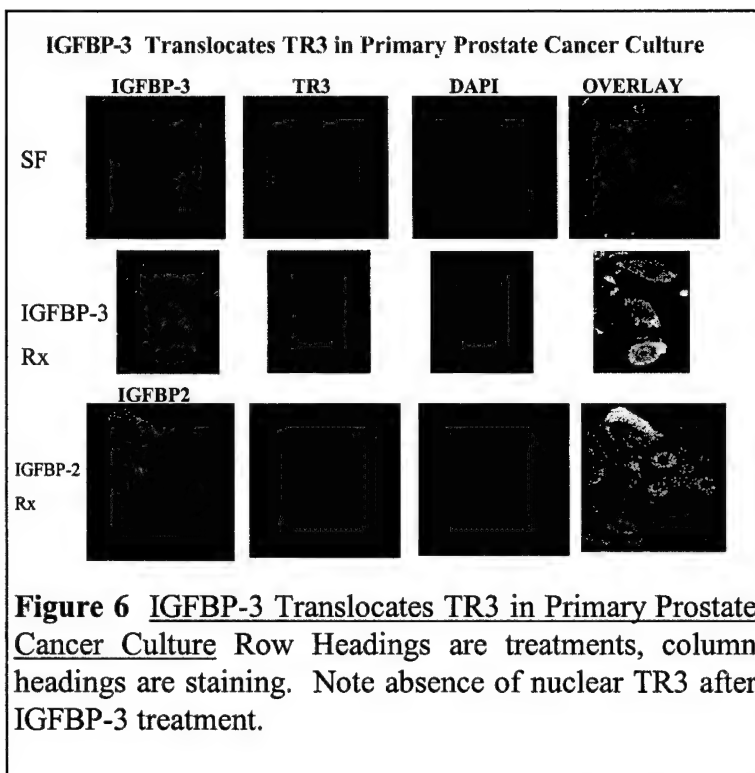 IGFBP-3 Translocates TR3 in Primary Prostate Cancer Culture
IGFBP-3 TR3 DAPI OVERLAY
SF
IGFBP-3
Rx
IGFBP2
IGFBP-2
Rx
Figure 6 IGFBP-3 Translocates TR3 in Primary Prostate
Cancer Culture Row Headings are treatments, column
headings are staining. Note absence of nuclear TR3 after
IGFBP-3 treatment.